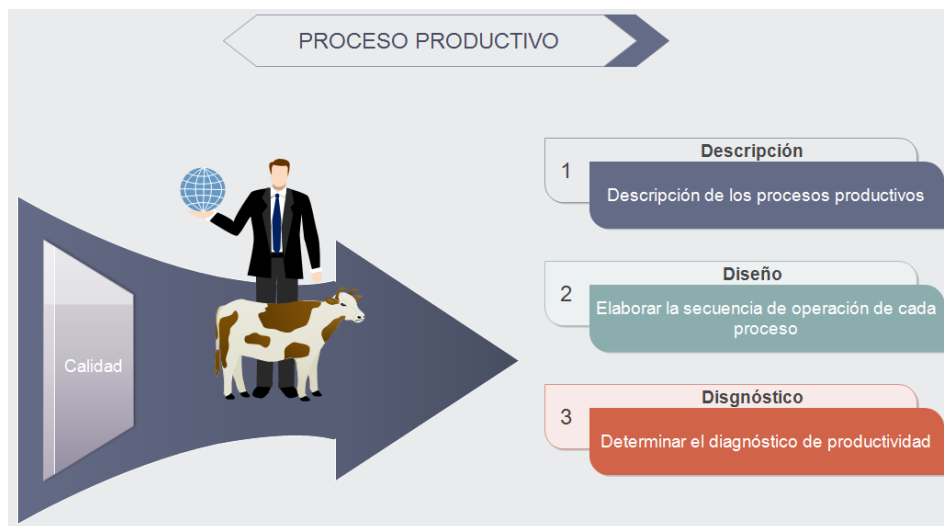 PROCESO PRODUCTIVO
Calidad
1
Descripción
Descripción de los procesos productivos
2
Diseño
Elaborar la secuencia de operación de cada
proceso
3
Disgnóstico
Determinar el diagnóstico de productividad